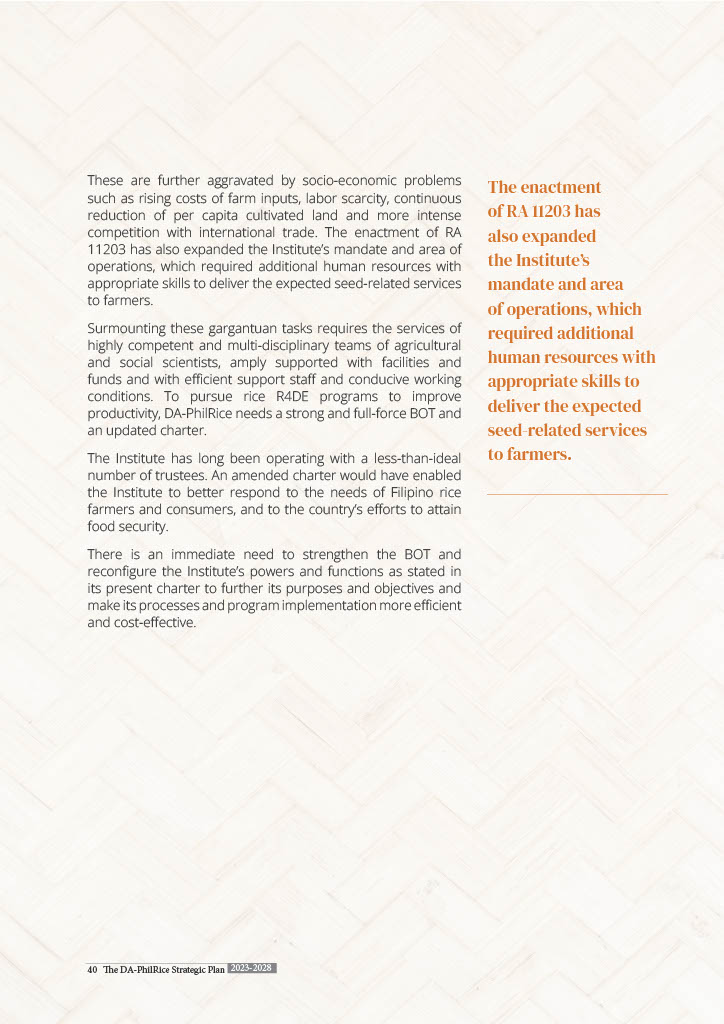 These are further aggravated by socio-economic problems
such as rising costs of farm inputs, labor scarcity, continuous
reduction of per capita cultivated land and more intense
competition with international trade. The enactment of RA
11203 has also expanded the Institute's mandate and area of
operations, which required additional human resources with
appropriate skills to deliver the expected seed-related services
to farmers.
Surmounting these gargantuan tasks requires the services of
highly competent and multi-disciplinary teams of agricultural
and social scientists, amply supported with facilities and
funds and with efficient support staff and conducive working
conditions. To pursue rice R4DE programs to improve
productivity, DA-PhilRice needs a strong and full-force BOT and
an updated charter.
The Institute has long been operating with a less-than-ideal
number of trustees. An amended charter would have enabled
the Institute to better respond to the needs of Filipino rice
farmers and consumers, and to the country's efforts to attain
food security.
There is an immediate need to strengthen the BOT and
reconfigure the Institute's powers and functions as stated in
its present charter to further its purposes and objectives and
make its processes and program implementation more efficient
and cost-effective.
The enactment
of RA 11203 has
also expanded
the Institute's
mandate and area
of operations, which
required additional
human resources with
appropriate skills to
deliver the expected
seed-related services
to farmers.
40 The DA-PhilRice Strategic Plan 2023-2028